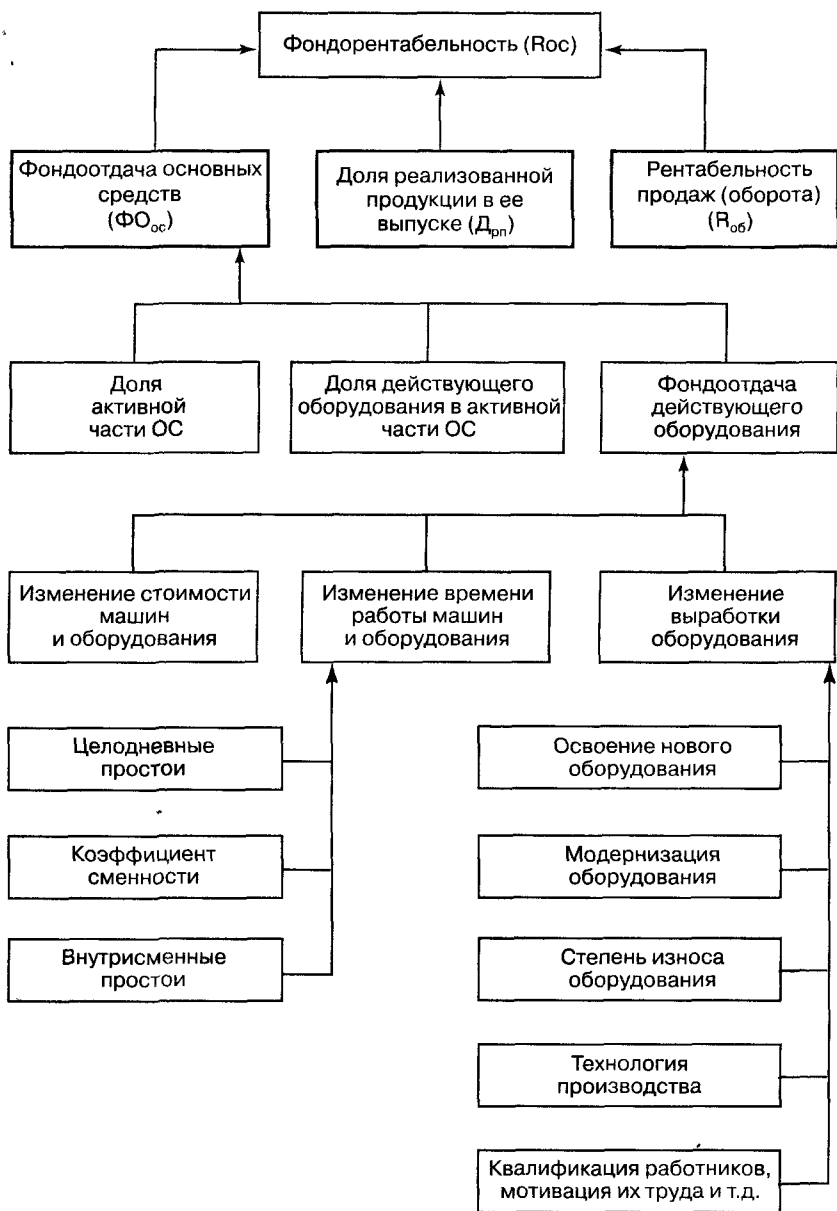 Фондорентабельность (Rос)
Фондоотдача основных
средств
(ФОос)
Доля реализованной
продукции в ее
выпуске (Дрп)
Рентабельность
продаж (оборота)
(Rоб)
Доля
активной
части ОС
Доля действующего
оборудования в активной
части ОС
Фондоотдача
действующего
оборудования
Изменение стоимости
машин
и оборудования
Изменение времени
работы машин
и оборудования
Изменение
выработки
оборудования
Целодневные
простои
Коэффициент
сменности
Внутрисменные
простои
Освоение нового
оборудования
Модернизация
оборудования
Степень износа
оборудования
Технология
производства
Квалификация работников,
мотивация их труда и т.д.